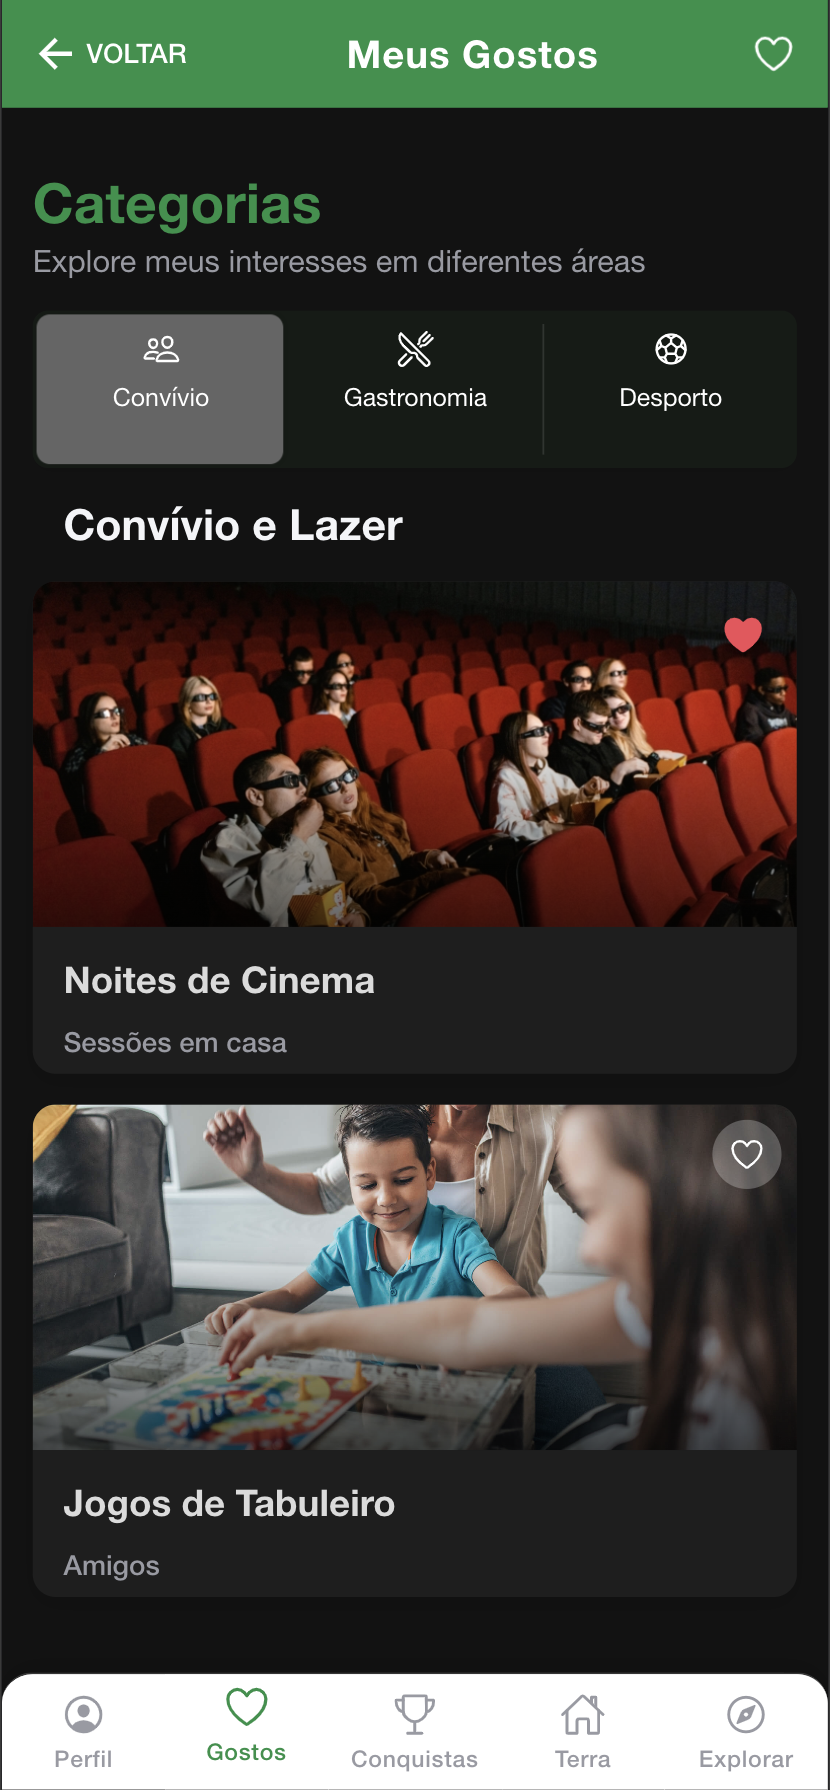 VOLTAR
Meus Gostos
Categorias
Explore meus interesses em diferentes áreas
Convívio
Gastronomia
Desporto
Convívio e Lazer
Noites de Cinema
Sessões em casa
Jogos de Tabuleiro
Amigos
Perfil
Gostos
Conquistas
Terra
Explorar